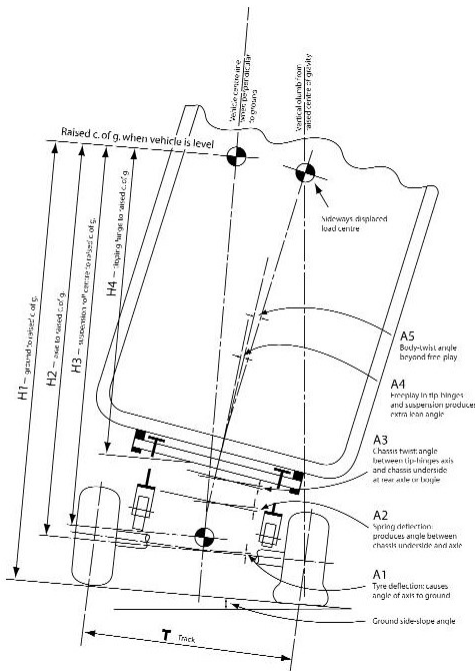 Vehicle centre line
taken perpendicular
to ground
Vertical plumb from
raised centre of gravity
Raised c. of g. when vehicle is level
H1 – ground to raised c. of g.
H2 – axle to raised c. of g.
H3 – suspension roll centre to raised c. of g.
H4 – tipping hinge to raised c. of g.
Sideways displaced
load centre
A5
Body-twist angle
beyond free play
A4
Freeplay in tip hinges
and suspension produces
extra lean angle
A3
Chassis twist: angle
between tip-hinges axis
and chassis underside
at rear axle or bogie
A2
Spring deflection:
produces angle between
chassis underside and axle
A1
Tyre deflection: causes
angle of axis to ground
Ground side-slope angle
T Track